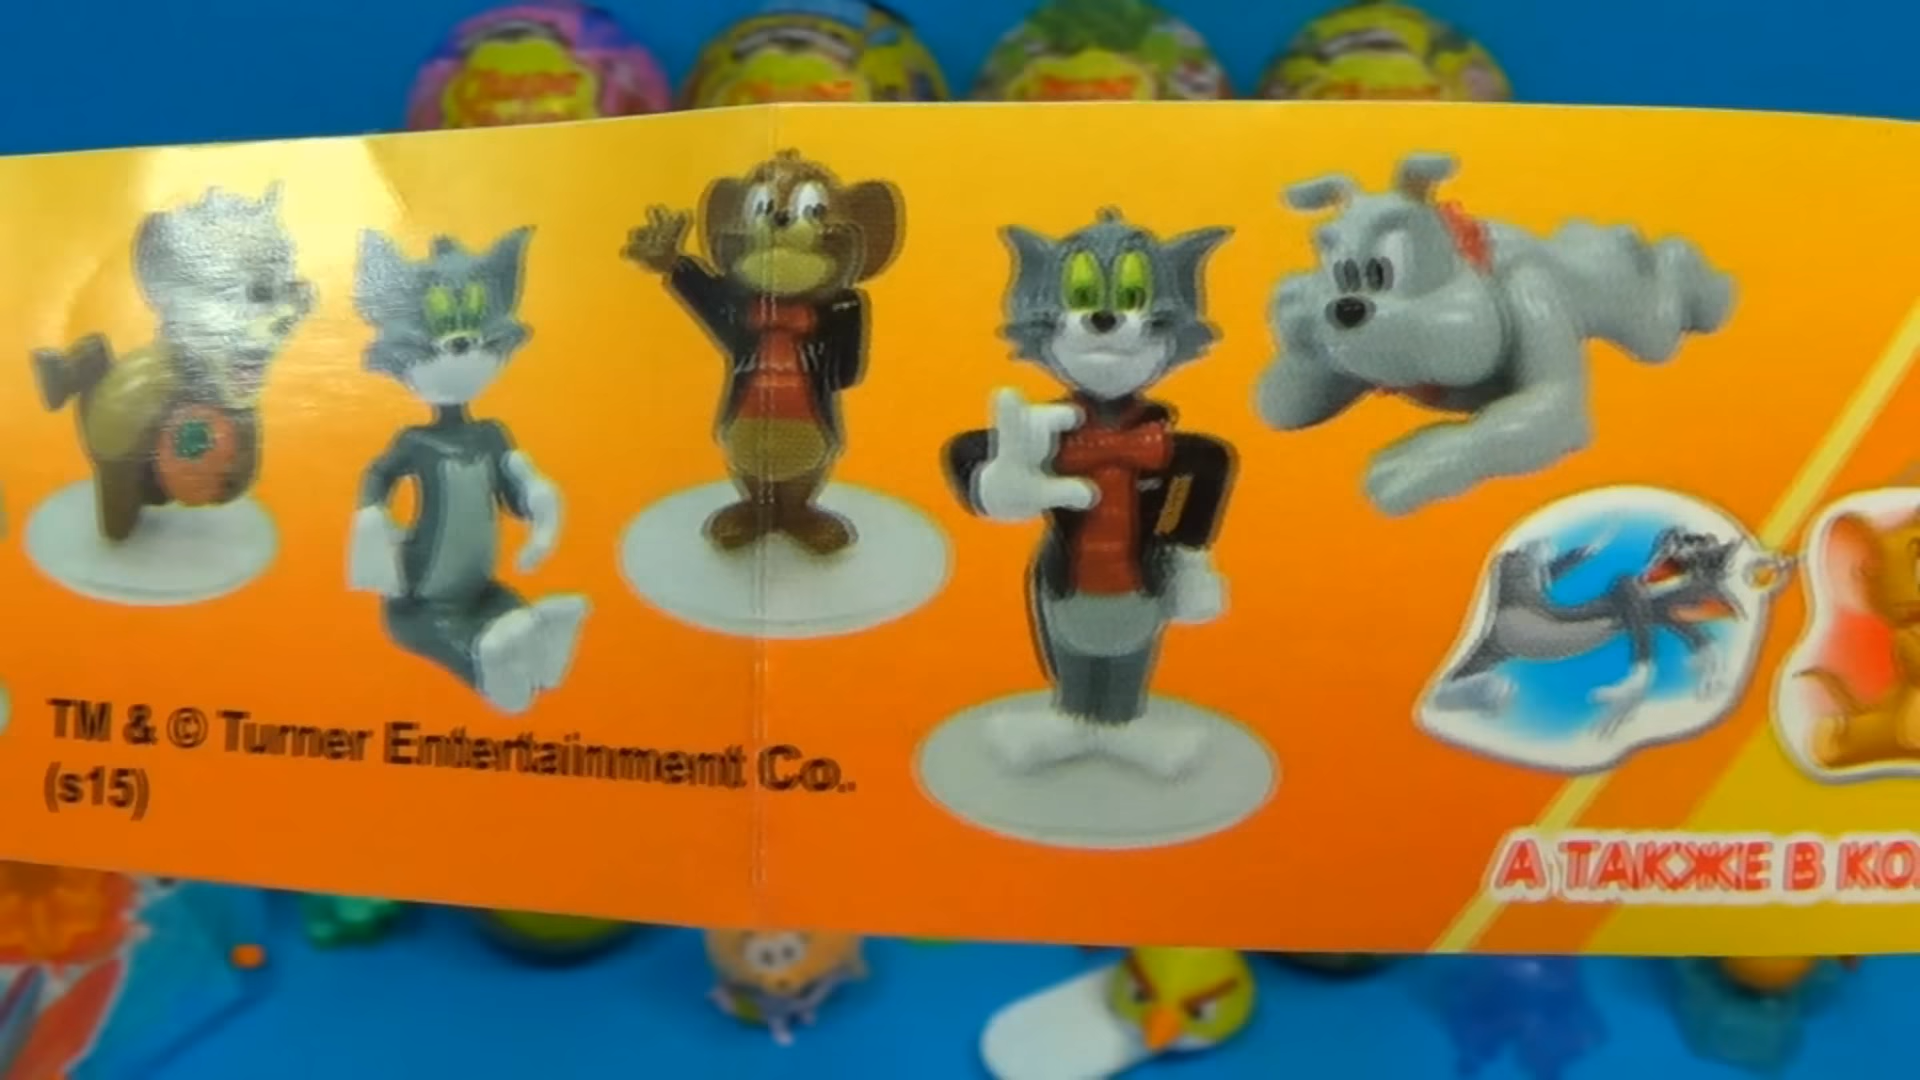 TM & © Turner Entertainment Co.
(s15)
А ТАКЖЕ В КО